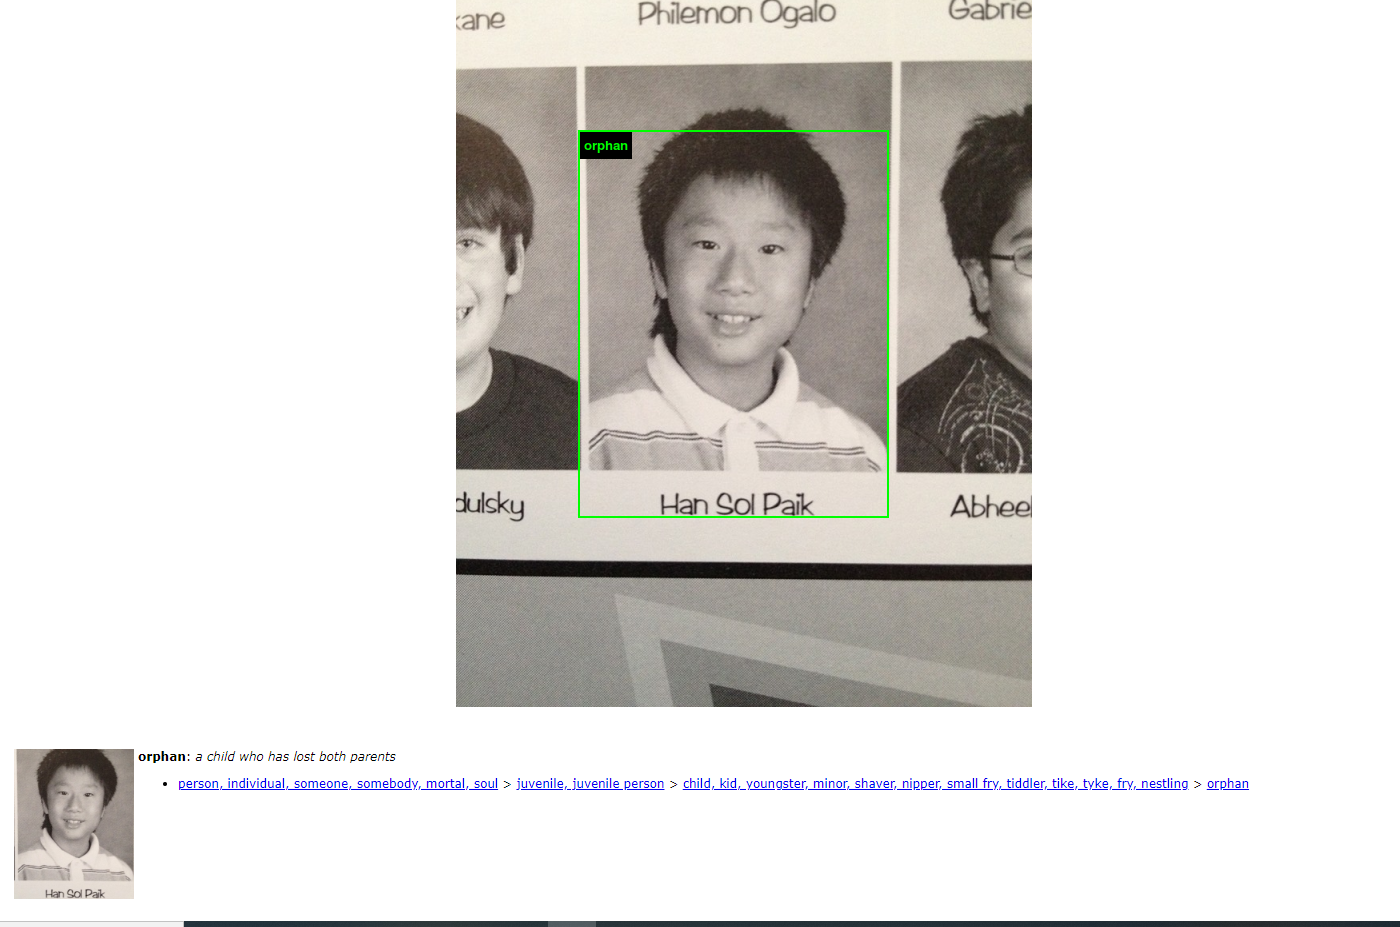 kane Philemon Ogalo Gabrie
orphan
dulsky Han Sol Paik Abheel
orphan: a child who has lost both parents
person, individual, someone, somebody, mortal, soul > juvenile, juvenile person > child, kid, youngster, minor, shaver, nipper, small fry, tiddler, tike, tyke, fry, nestling > orphan
Han Sol Paik